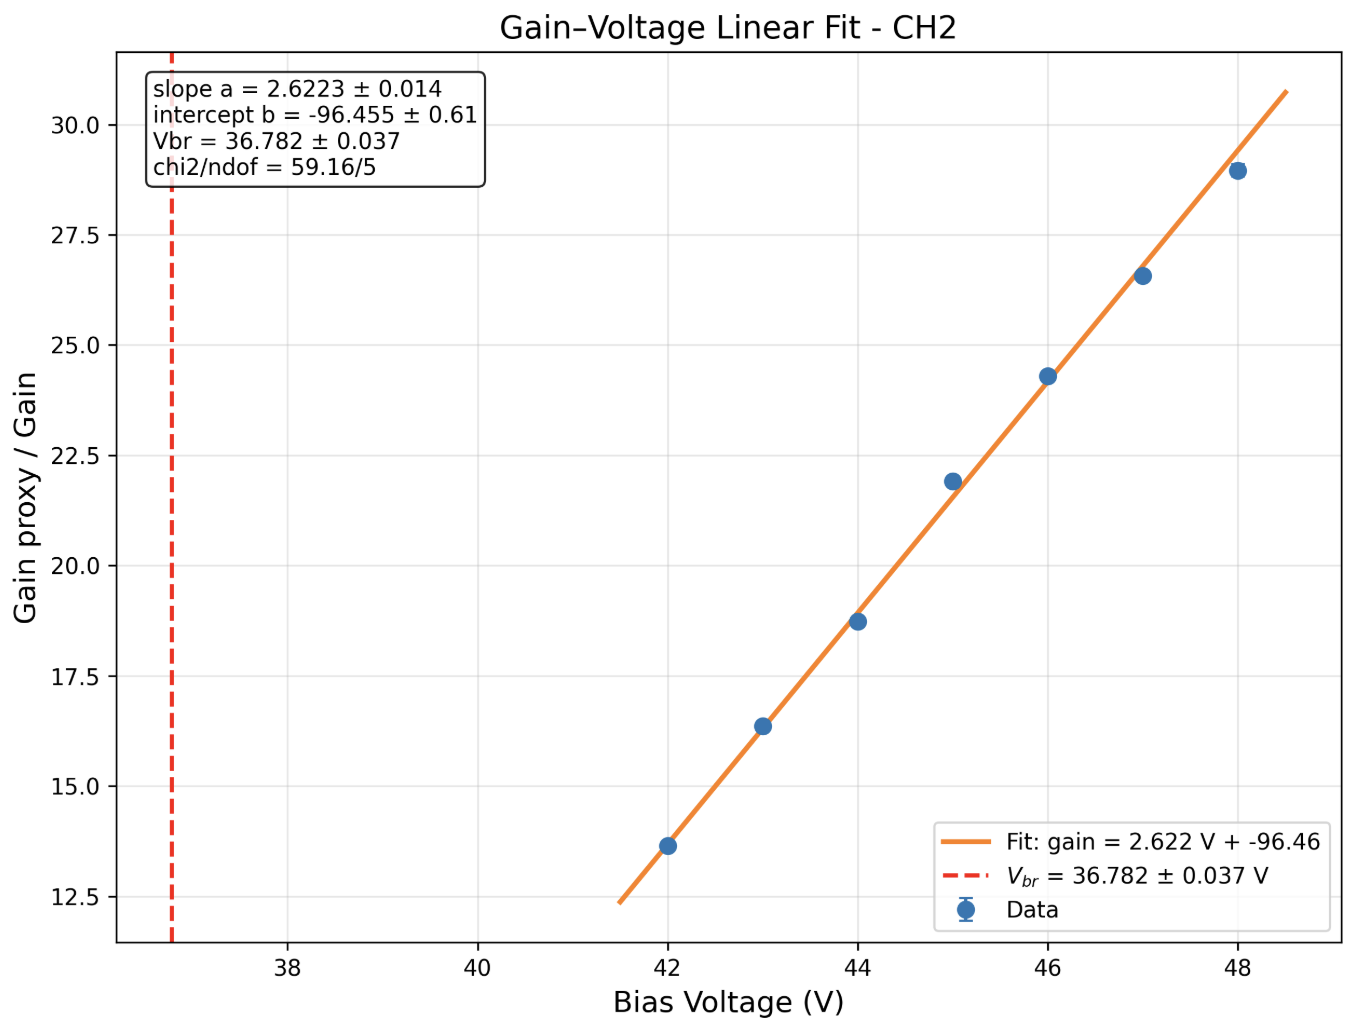 Gain–Voltage Linear Fit - CH2
slope a = 2.6223 ± 0.014
intercept b = -96.455 ± 0.61
Vbr = 36.782 ± 0.037
chi2/ndof = 59.16/5
Gain proxy / Gain
30.0
27.5
25.0
22.5
20.0
17.5
15.0
12.5
Fit: gain = 2.622 V + -96.46
V_{br} = 36.782 ± 0.037 V
Data
38 40 42 44 46 48
Bias Voltage (V)